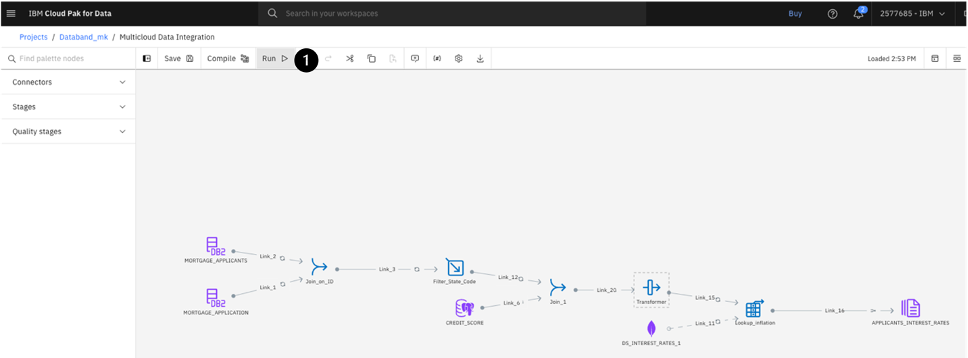 IBM Cloud Pak for Data
Search in your workspaces
Buy
2
2577685 - IBM
Projects / Databand_mk / Multicloud Data Integration
Find palette nodes
Save
Compile
Run
1
Loaded 2:53 PM
Connectors
Stages
Quality stages
DB2
MORTGAGE_APPLICANTS
Link_2
Join_on_ID
Link_3
Filter_State_Code
Link_12
Link_1
DB2
MORTGAGE_APPLICATION
CREDIT_SCORE
Link_6
Join_1
Link_20
Transformer
Link_15
Link_11
DS_INTEREST_RATES_1
Lookup_inflation
Link_16
APPLICANTS_INTEREST_RATES